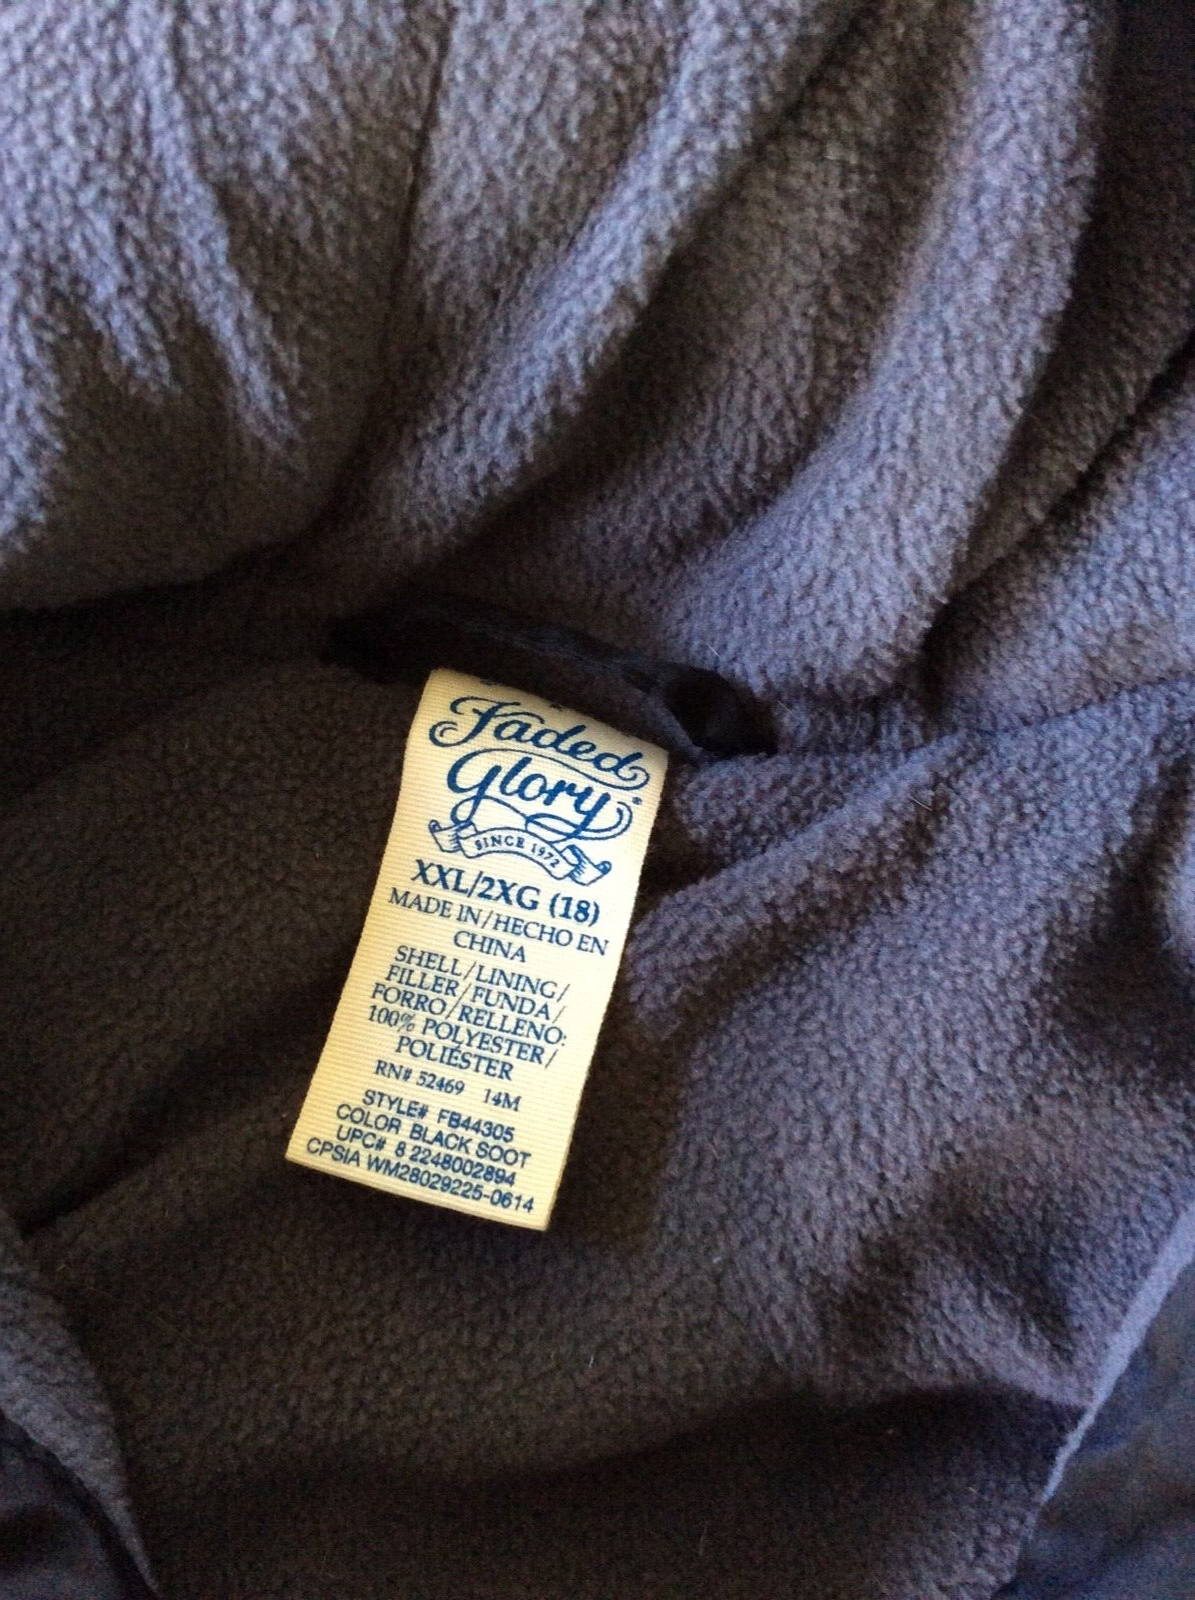 Faded
Glory
SINCE 1972
XXL/2XG (18)
MADE IN/HECHO EN
CHINA
SHELL/LINING/
FILLER/FUNDA/
FORRO/RELLENO:
100% POLYESTER/
POLIÉSTER
RN# 52469 14M
STYLE# FB44305
COLOR BLACK SOOT
UPC# 8 2248002894
CPSIA WM28029225-0614